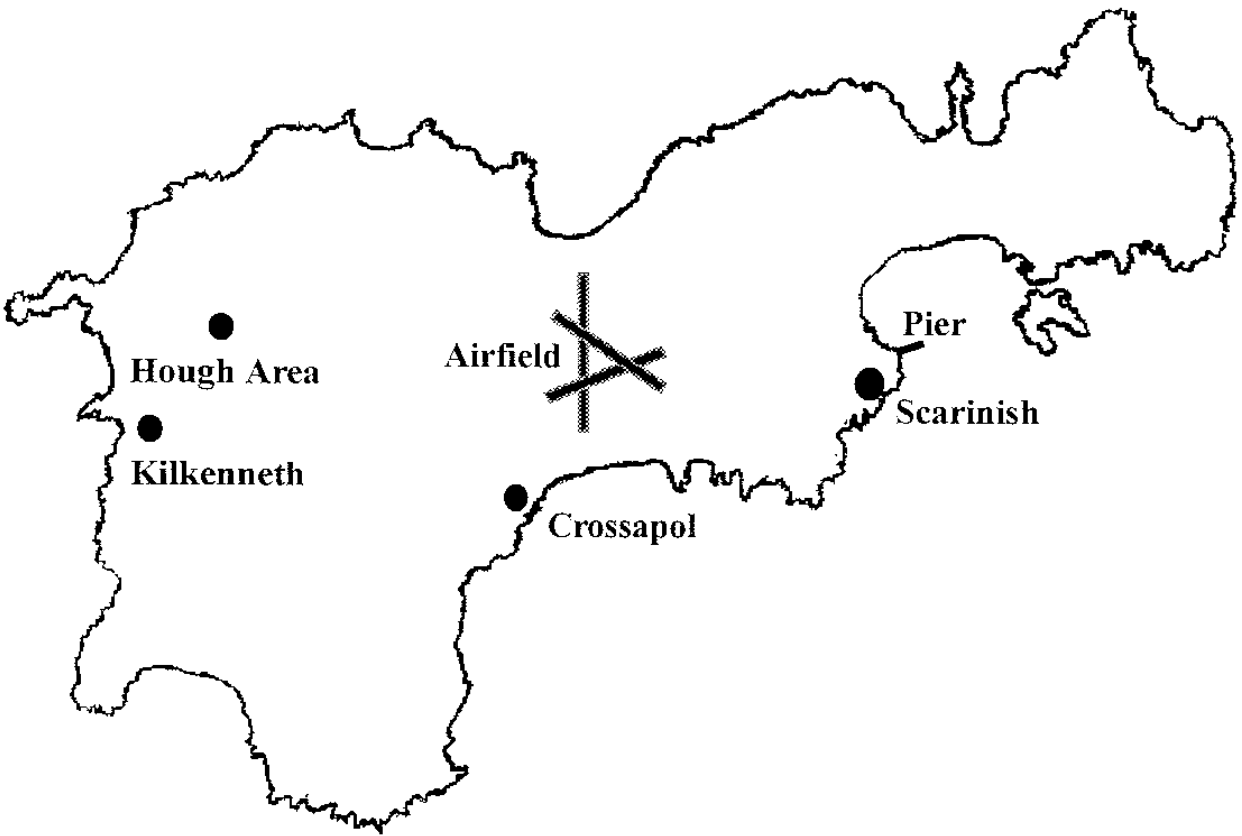 Pier
Airfield
Hough Area
Scarinish
Kilkenneth
Crossapol